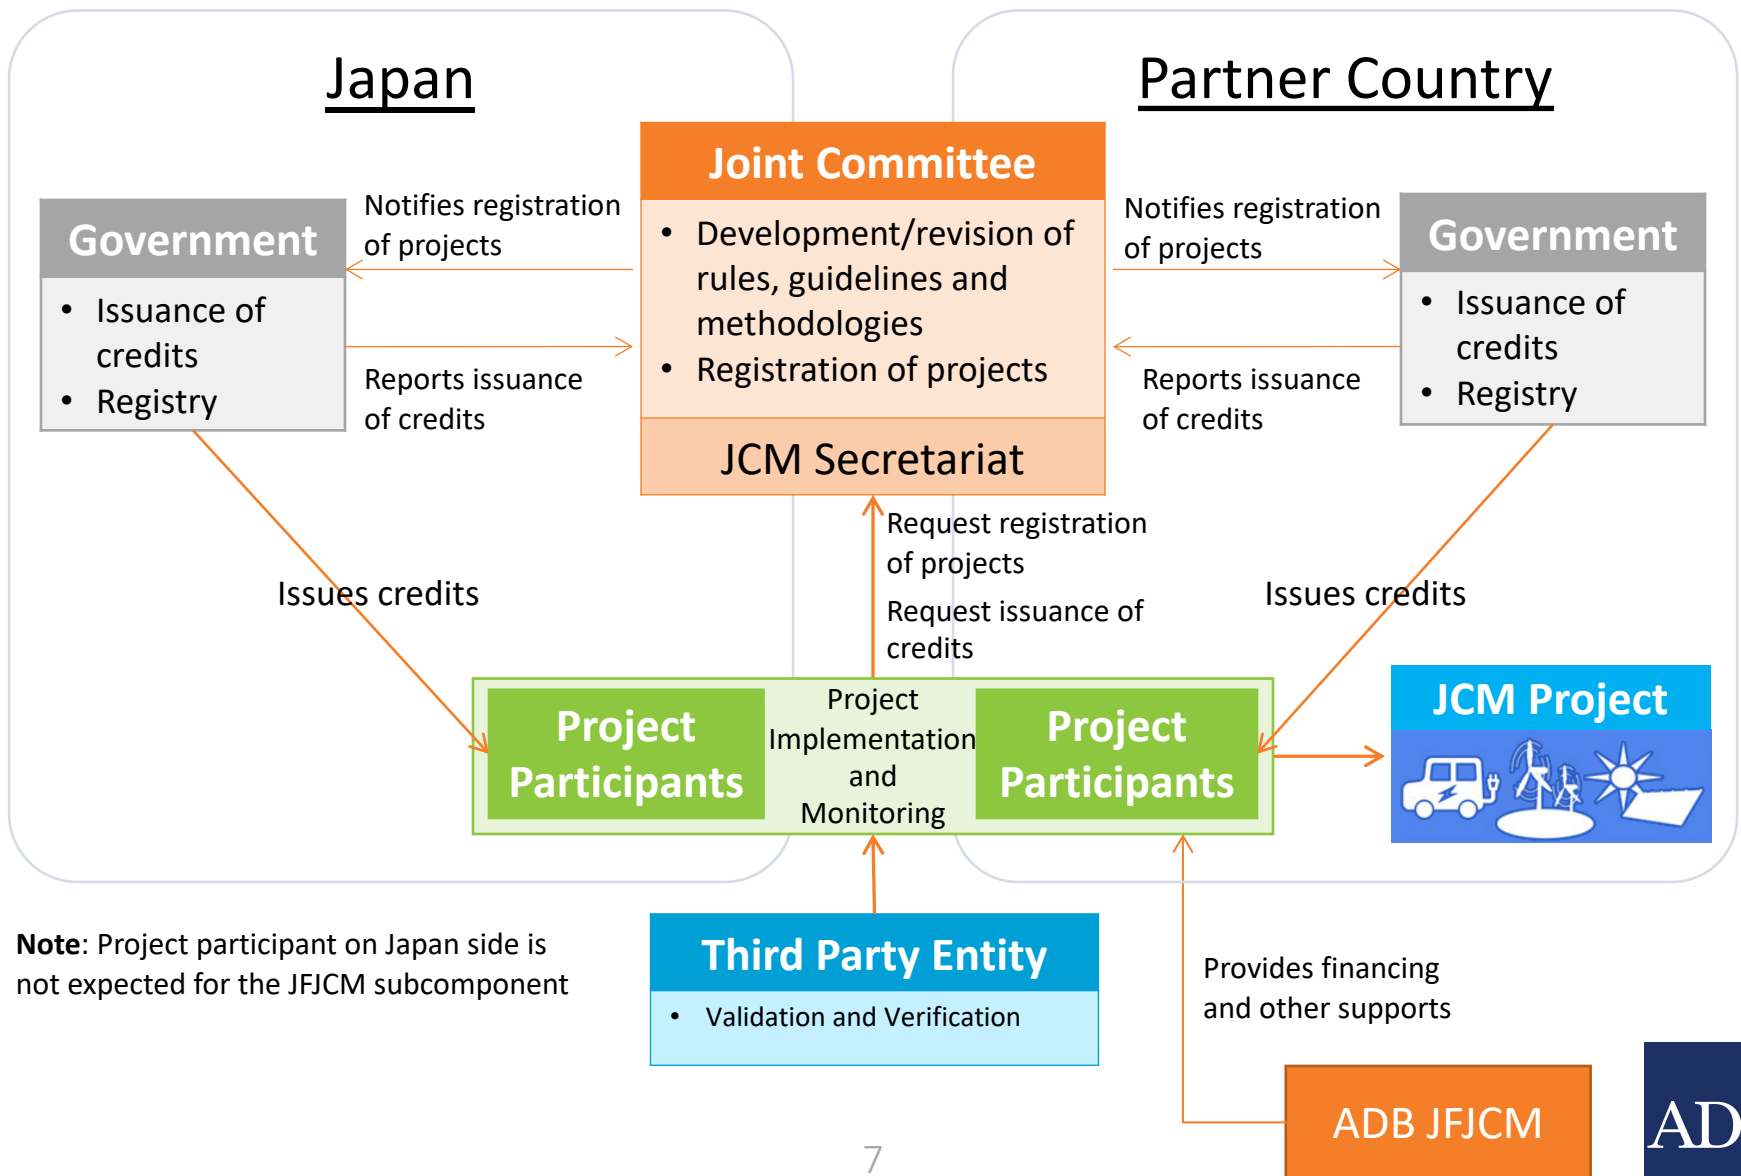 Japan
Partner Country
Joint Committee
• Development/revision of
rules, guidelines and
methodologies
• Registration of projects
JCM Secretariat
Government
• Issuance of
credits
• Registry
Notifies registration
of projects
Reports issuance
of credits
Notifies registration
of projects
Reports issuance
of credits
Government
• Issuance of
credits
• Registry
Issues credits
Request registration
of projects
Request issuance of
credits
Issues credits
Project
Participants
Project
Implementation
and
Monitoring
Project
Participants
JCM Project
Note: Project participant on Japan side is
not expected for the JFJCM subcomponent
Third Party Entity
• Validation and Verification
Provides financing
and other supports
ADB JFJCM
AD
7